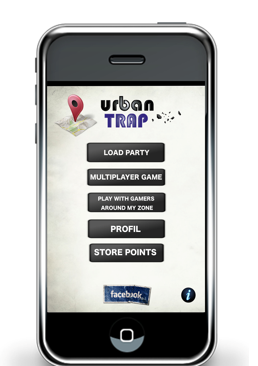 urban
TRAP
LOAD PARTY
MULTIPLAYER GAME
PLAY WITH GAMERS
AROUND MY ZONE
PROFIL
STORE POINTS
facebook
i